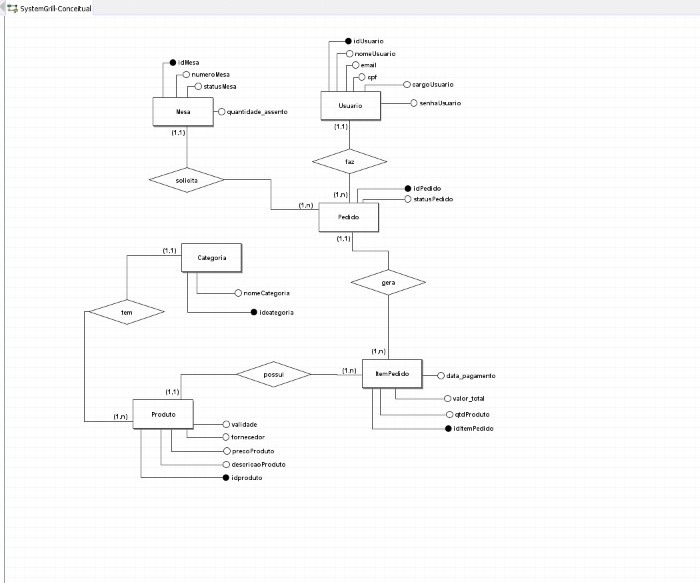 SystemGrill-Conceitual
idUsuario
nomeUsuario
email
cpf
cargoUsuario
senhaUsuario
Usuario
(1,1)
idMesa
numeroMesa
statusMesa
Mesa
quantidade_assento
(1,1)
faz
solicita
(1,n)
(1,n)
idPedido
statusPedido
Pedido
(1,1)
(1,1)
Categoria
nomeCategoria
idcategoria
gera
tem
(1,n)
possui
(1,n)
ItemPedido
data_pagamento
valor_total
qtdProduto
idItemPedido
(1,1)
(1,n)
Produto
validade
fornecedor
precoProduto
descricaoProduto
idproduto